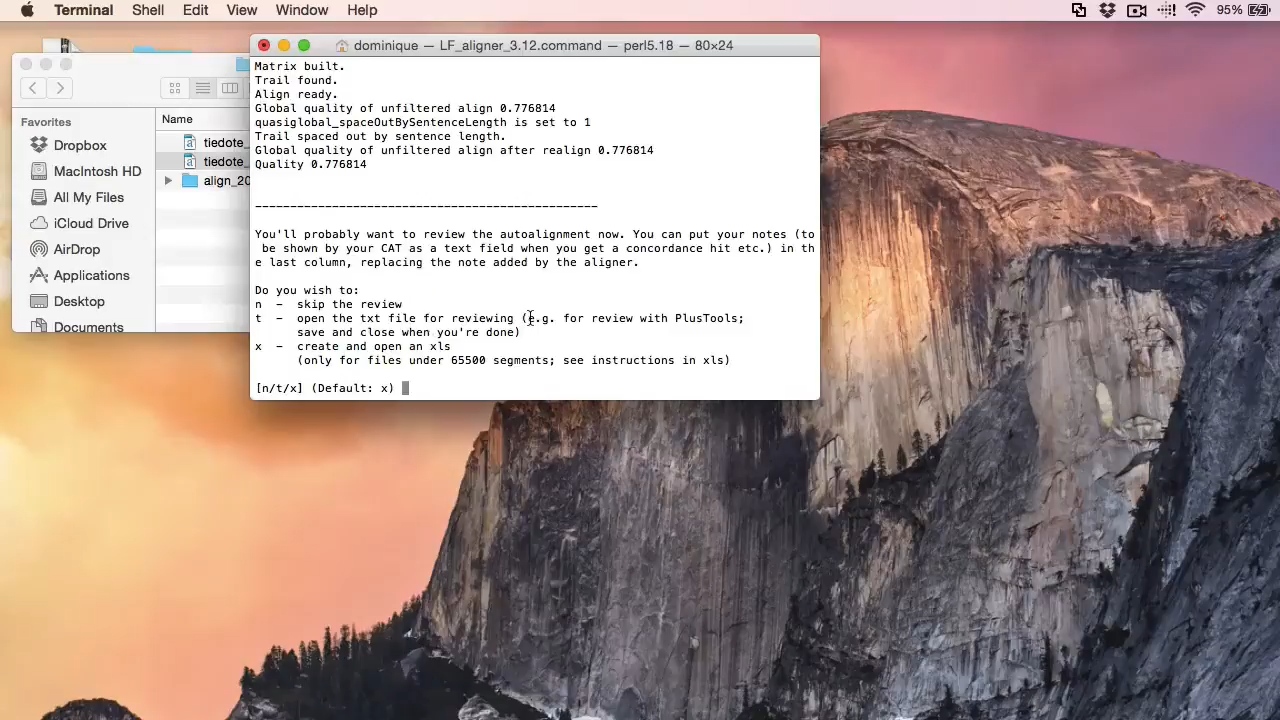 Terminal Shell Edit View Window Help 95%
dominique — LF_aligner_3.12.command — perl5.18 — 80×24
Matrix built.
Trail found.
Align ready.
Global quality of unfiltered align 0.776814
quasiglobal_spaceOutBySentenceLength is set to 1
Trail spaced out by sentence length.
Global quality of unfiltered align after realign 0.776814
Quality 0.776814
-------------------------------------------------
You'll probably want to review the autoalignment now. You can put your notes (to
be shown by your CAT as a text field when you get a concordance hit etc.) in th
e last column, replacing the note added by the aligner.
Do you wish to:
n - skip the review
t - open the txt file for reviewing (e.g. for review with PlusTools;
save and close when you're done)
x - create and open an xls
(only for files under 65500 segments; see instructions in xls)
[n/t/x] (Default: x)
Favorites
Dropbox
Macintosh HD
All My Files
iCloud Drive
AirDrop
Applications
Desktop
Documents
Name
tiedote_
tiedote_
align_20